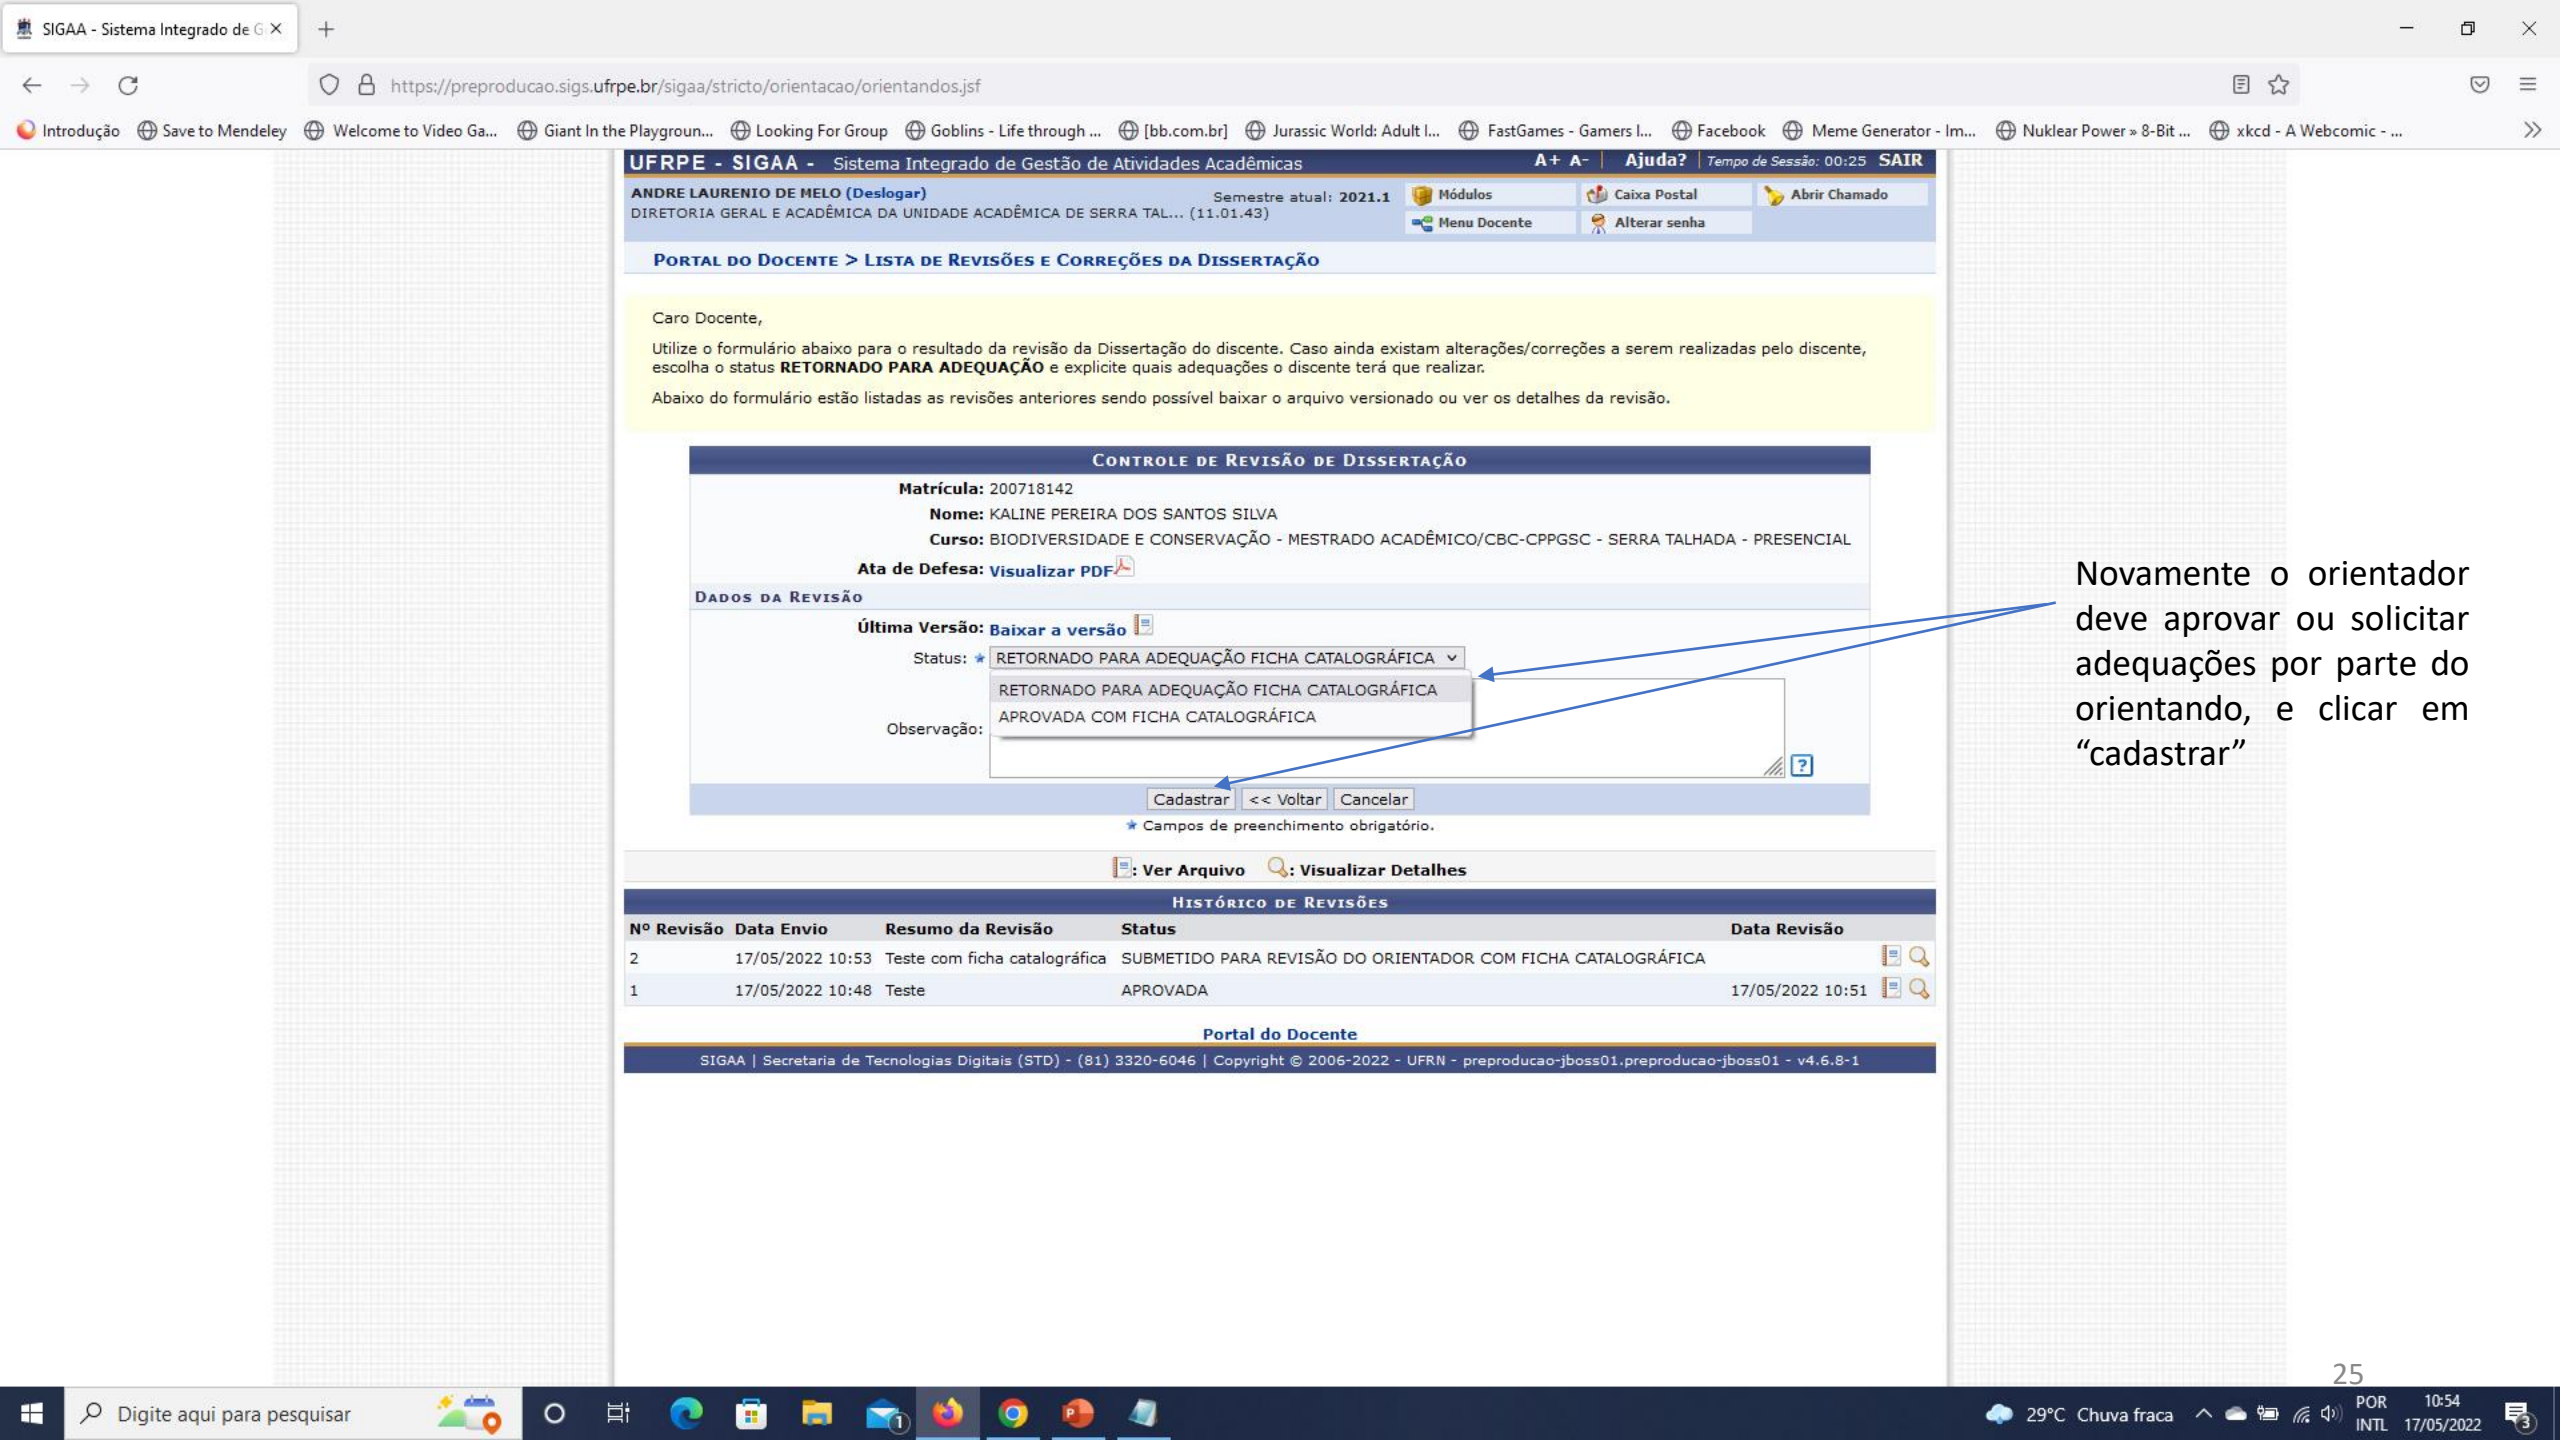 SIGAA - Sistema Integrado de G
https://preproducao.sigs.ufrpe.br/sigaa/stricto/orientacao/orientandos.jsf
Introdução Save to Mendeley Welcome to Video Ga... Giant In the Playgroun... Looking For Group Goblins - Life through ... [bb.com.br] Jurassic World: Adult I... FastGames - Gamers I... Facebook Meme Generator - Im... Nuklear Power » 8-Bit ... xkcd - A Webcomic - ...
UFRPE - SIGAA - Sistema Integrado de Gestão de Atividades Acadêmicas A+ A- | Ajuda? | Tempo de Sessão: 00:25 SAIR
ANDRE LAURENIO DE MELO (Deslogar) Semestre atual: 2021.1 Módulos Caixa Postal Abrir Chamado
DIRETORIA GERAL E ACADÊMICA DA UNIDADE ACADÊMICA DE SERRA TAL... (11.01.43) Menu Docente Alterar senha
PORTAL DO DOCENTE > LISTA DE REVISÕES E CORREÇÕES DA DISSERTAÇÃO
Caro Docente,
Utilize o formulário abaixo para o resultado da revisão da Dissertação do discente. Caso ainda existam alterações/correções a serem realizadas pelo discente,
escolha o status RETORNADO PARA ADEQUAÇÃO e explicite quais adequações o discente terá que realizar.
Abaixo do formulário estão listadas as revisões anteriores sendo possível baixar o arquivo versionado ou ver os detalhes da revisão.
CONTROLE DE REVISÃO DE DISSERTAÇÃO
Matrícula: 200718142
Nome: KALINE PEREIRA DOS SANTOS SILVA
Curso: BIODIVERSIDADE E CONSERVAÇÃO - MESTRADO ACADÊMICO/CBC-CPPGSC - SERRA TALHADA - PRESENCIAL
Ata de Defesa: Visualizar PDF
DADOS DA REVISÃO
Última Versão: Baixar a versão
Status: RETORNADO PARA ADEQUAÇÃO FICHA CATALOGRÁFICA
RETORNADO PARA ADEQUAÇÃO FICHA CATALOGRÁFICA
APROVADA COM FICHA CATALOGRÁFICA
Observação:
?
Cadastrar << Voltar Cancelar
Campos de preenchimento obrigatório.
: Ver Arquivo : Visualizar Detalhes
HISTÓRICO DE REVISÕES
Nº Revisão Data Envio Resumo da Revisão Status Data Revisão
2 17/05/2022 10:53 Teste com ficha catalográfica SUBMETIDO PARA REVISÃO DO ORIENTADOR COM FICHA CATALOGRÁFICA
1 17/05/2022 10:48 Teste APROVADA 17/05/2022 10:51
Portal do Docente
SIGAA | Secretaria de Tecnologias Digitais (STD) - (81) 3320-6046 | Copyright © 2006-2022 - UFRN - preproducao-jboss01.preproducao-jboss01 - v4.6.8-1
Novamente o orientador
deve aprovar ou solicitar
adequações por parte do
orientando, e clicar em
“cadastrar”
25
Digite aqui para pesquisar
1
29°C Chuva fraca
POR
INTL
10:54
17/05/2022
3